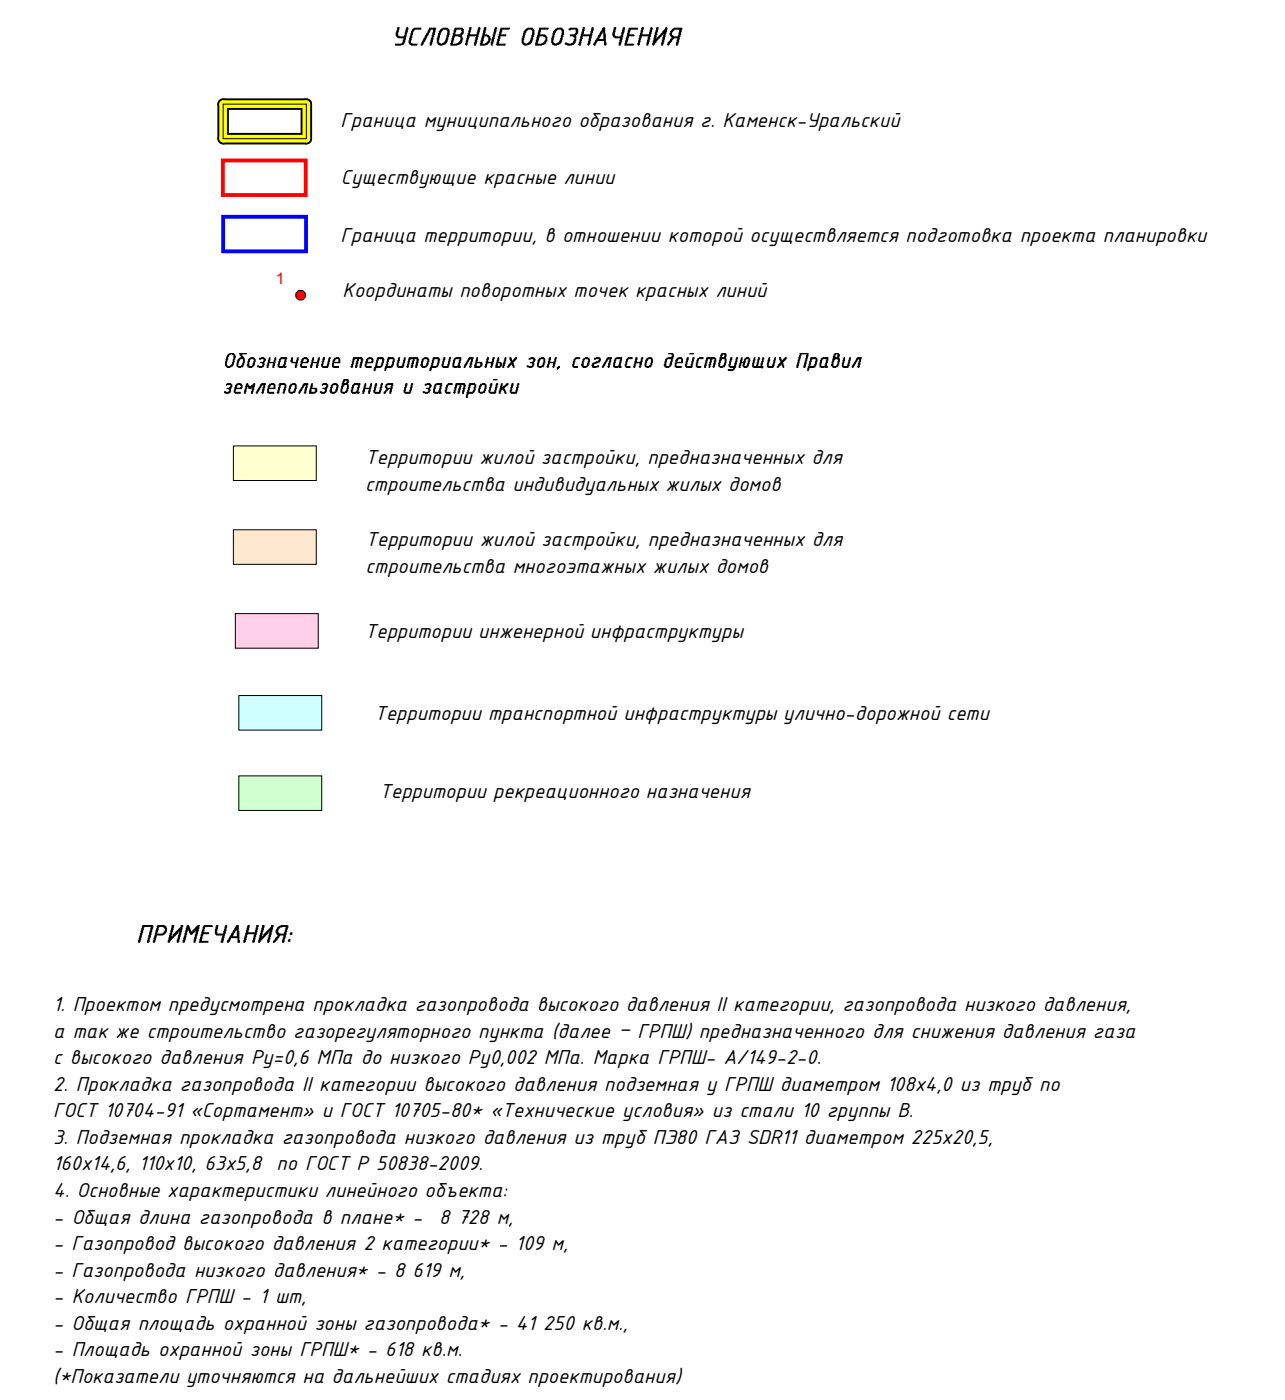 УСЛОВНЫЕ ОБОЗНАЧЕНИЯ
Граница муниципального образования г. Каменск-Уральский
Существующие красные линии
Граница территории, в отношении которой осуществляется подготовка проекта планировки
1
Координаты поворотных точек красных линий
Обозначение территориальных зон, согласно действующих Правил
землепользования и застройки
Территории жилой застройки, предназначенных для
строительства индивидуальных жилых домов
Территории жилой застройки, предназначенных для
строительства многоэтажных жилых домов
Территории инженерной инфраструктуры
Территории транспортной инфраструктуры улично-дорожной сети
Территории рекреационного назначения
ПРИМЕЧАНИЯ:
1. Проектом предусмотрена прокладка газопровода высокого давления II категории, газопровода низкого давления,
а так же строительство газорегуляторного пункта (далее – ГРПШ) предназначенного для снижения давления газа
с высокого давления Ру=0,6 МПа до низкого Ру0,002 МПа. Марка ГРПШ- А/149-2-0.
2. Прокладка газопровода II категории высокого давления подземная у ГРПШ диаметром 108х4,0 из труб по
ГОСТ 10704-91 «Сортамент» и ГОСТ 10705-80* «Технические условия» из стали 10 группы В.
3. Подземная прокладка газопровода низкого давления из труб ПЭ80 ГАЗ SDR11 диаметром 225х20,5,
160х14,6, 110х10, 63х5,8 по ГОСТ Р 50838-2009.
4. Основные характеристики линейного объекта:
- Общая длина газопровода в плане* - 8 728 м,
- Газопровод высокого давления 2 категории* - 109 м,
- Газопровода низкого давления* - 8 619 м,
- Количество ГРПШ - 1 шт,
- Общая площадь охранной зоны газопровода* - 41 250 кв.м.,
- Площадь охранной зоны ГРПШ* - 618 кв.м.
(*Показатели уточняются на дальнейших стадиях проектирования)